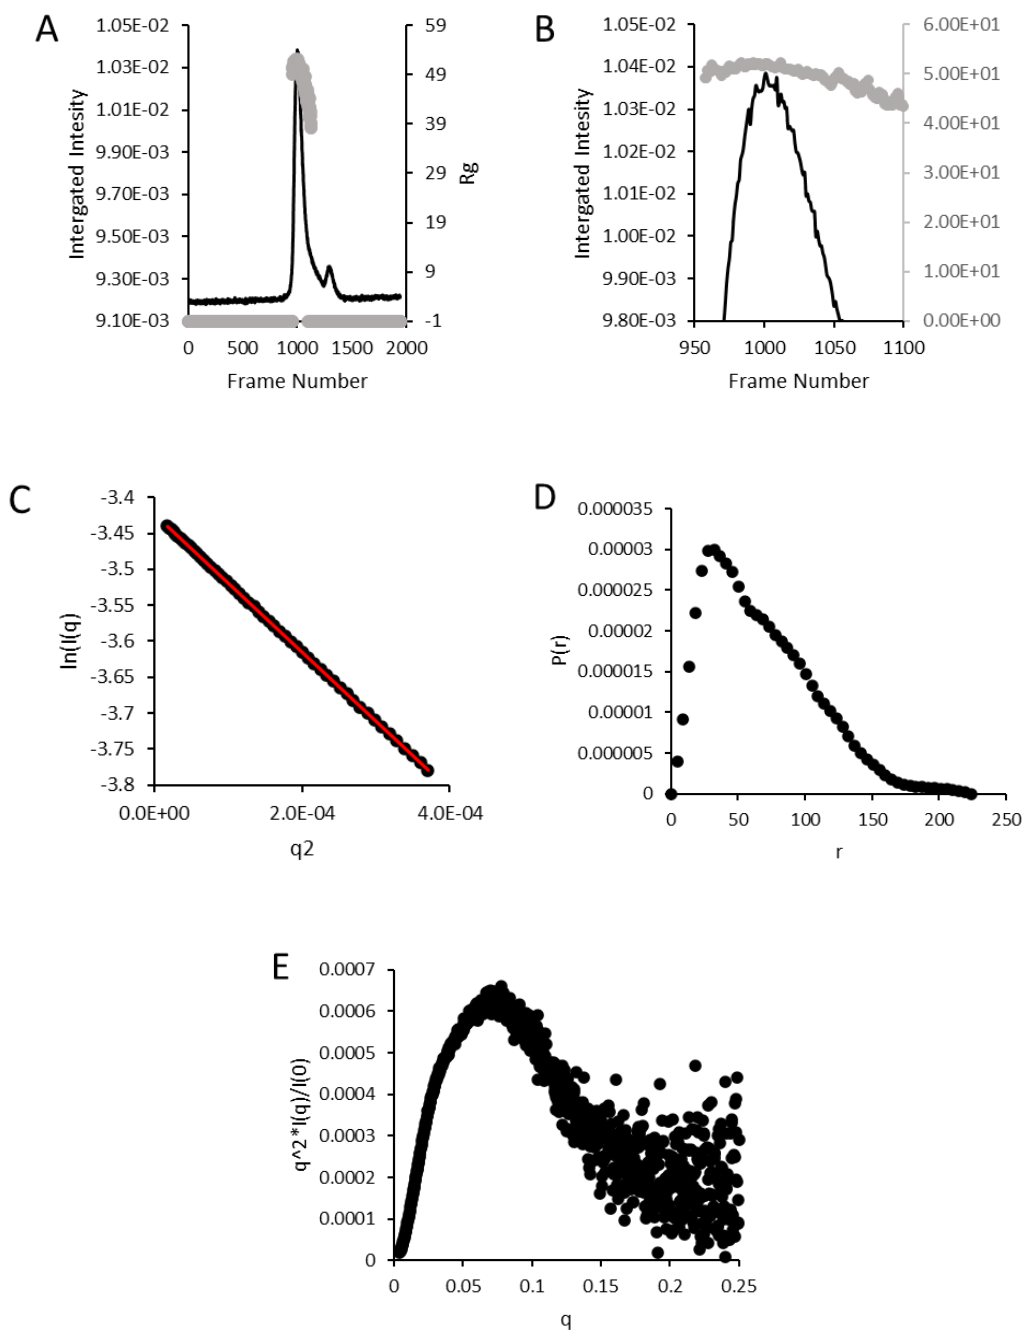 A
1.05E-02
1.03E-02
1.01E-02
9.90E-03
9.70E-03
9.50E-03
9.30E-03
9.10E-03
Intergated Intesity
59
49
39
29
19
9
-1
Rg
0 500 1000 1500 2000
Frame Number
B
1.05E-02
1.04E-02
1.03E-02
1.02E-02
1.01E-02
1.00E-02
9.90E-03
9.80E-03
Intergated Intesity
6.00E+01
5.00E+01
4.00E+01
3.00E+01
2.00E+01
1.00E+01
0.00E+00
950 1000 1050 1100
Frame Number
C
-3.4
-3.45
-3.5
-3.55
-3.6
-3.65
-3.7
-3.75
-3.8
ln(I(q)
0.0E+00 2.0E-04 4.0E-04
q2
D
0.000035
0.00003
0.000025
0.00002
0.000015
0.00001
0.000005
0
P(r)
0 50 100 150 200 250
r
E
0.0007
0.0006
0.0005
0.0004
0.0003
0.0002
0.0001
0
q^2*I(q)/I(0)
0 0.05 0.1 0.15 0.2 0.25
q